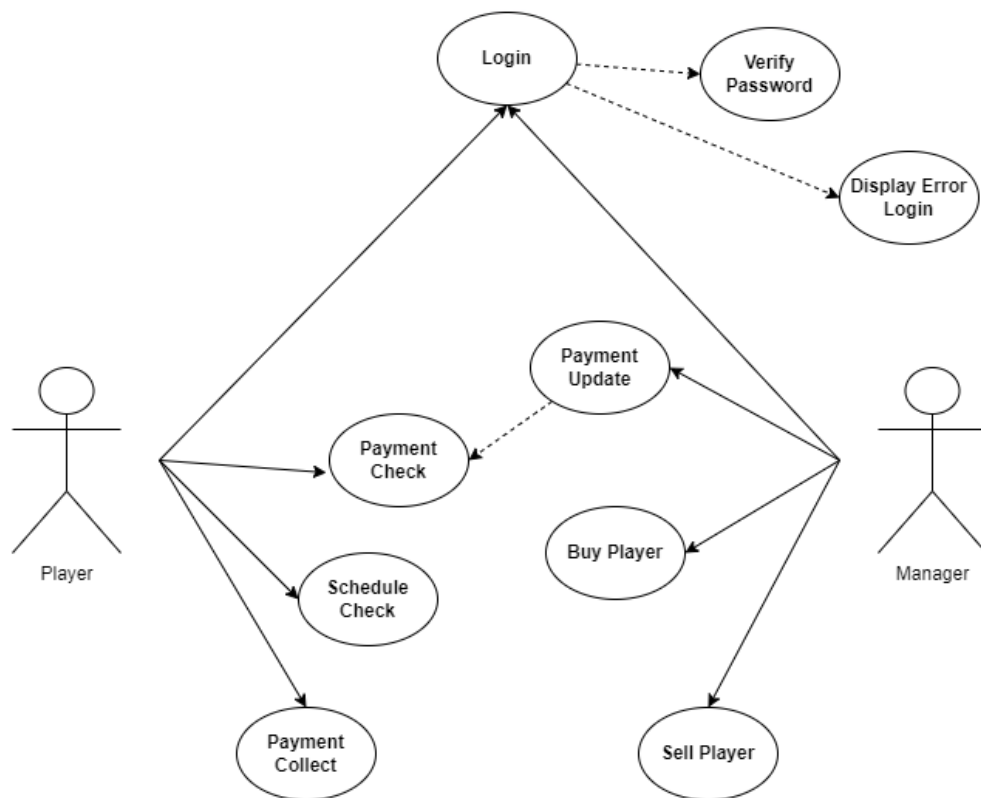 Login
Verify
Password
Display Error
Login
Payment
Update
Payment
Check
Buy Player
Player
Manager
Schedule
Check
Payment
Collect
Sell Player